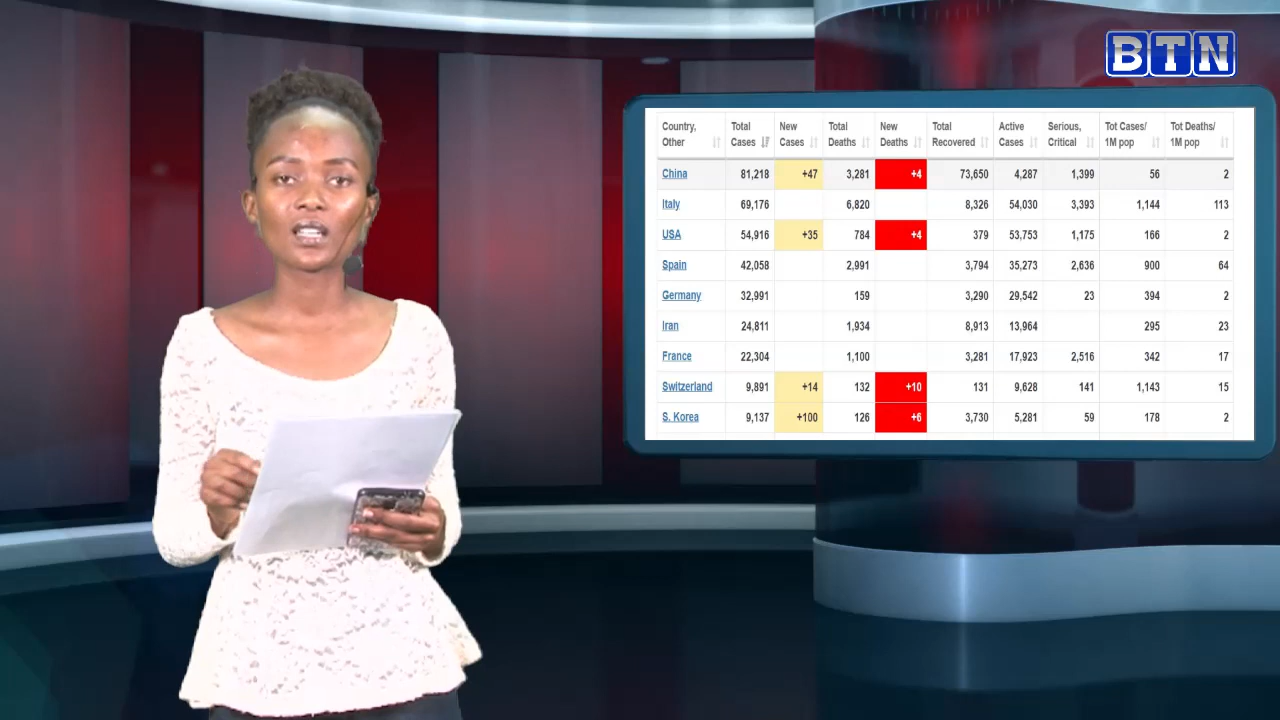 BTN
Country, Other Total Cases New Cases Total Deaths New Deaths Total Recovered Active Cases Serious, Critical Tot Cases/ 1M pop Tot Deaths/ 1M pop
China 81,218 +47 3,281 +4 73,650 4,287 1,399 56 2
Italy 69,176 6,820 8,326 54,030 3,393 1,144 113
USA 54,916 +35 784 +4 379 53,753 1,175 166 2
Spain 42,058 2,991 3,794 35,273 2,636 900 64
Germany 32,991 159 3,290 29,542 23 394 2
Iran 24,811 1,934 8,913 13,964 295 23
France 22,304 1,100 3,281 17,923 2,516 342 17
Switzerland 9,891 +14 132 +10 131 9,628 141 1,143 15
S. Korea 9,137 +100 126 +6 3,730 5,281 59 178 2